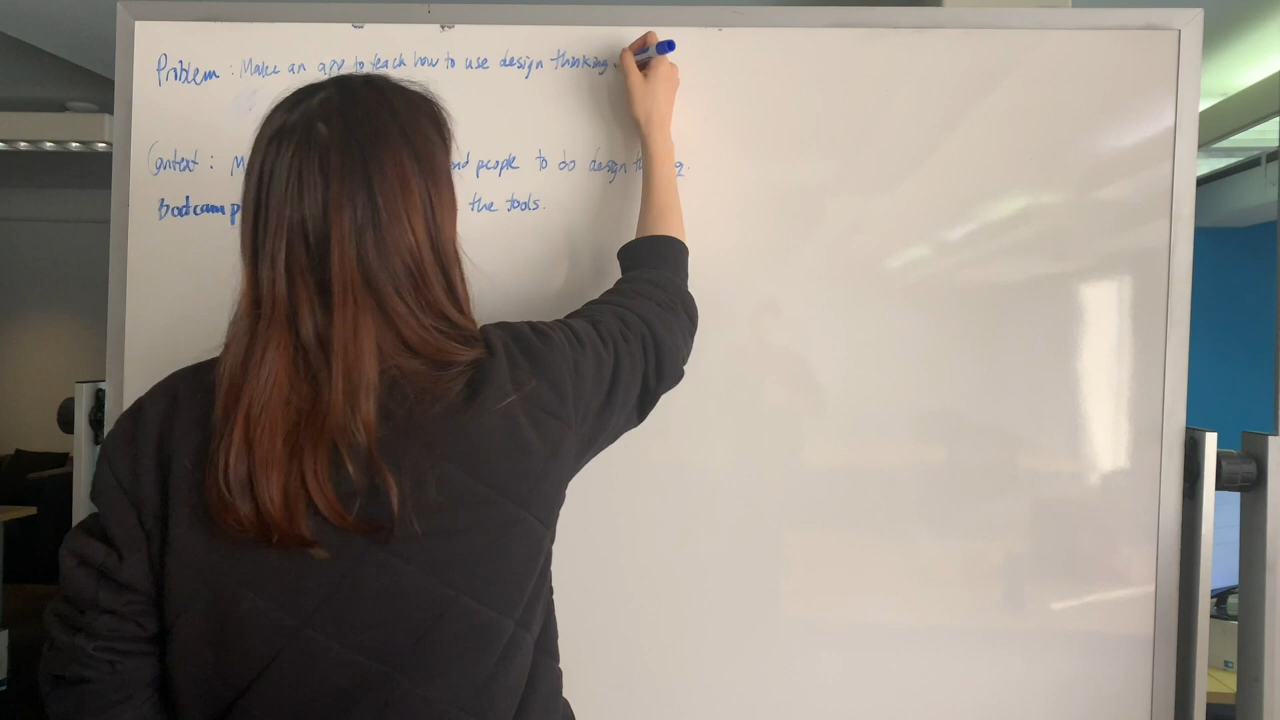 Problem : Make an app to teach how to use design thinking.
Context : people to do design
Bootcamp the tools.